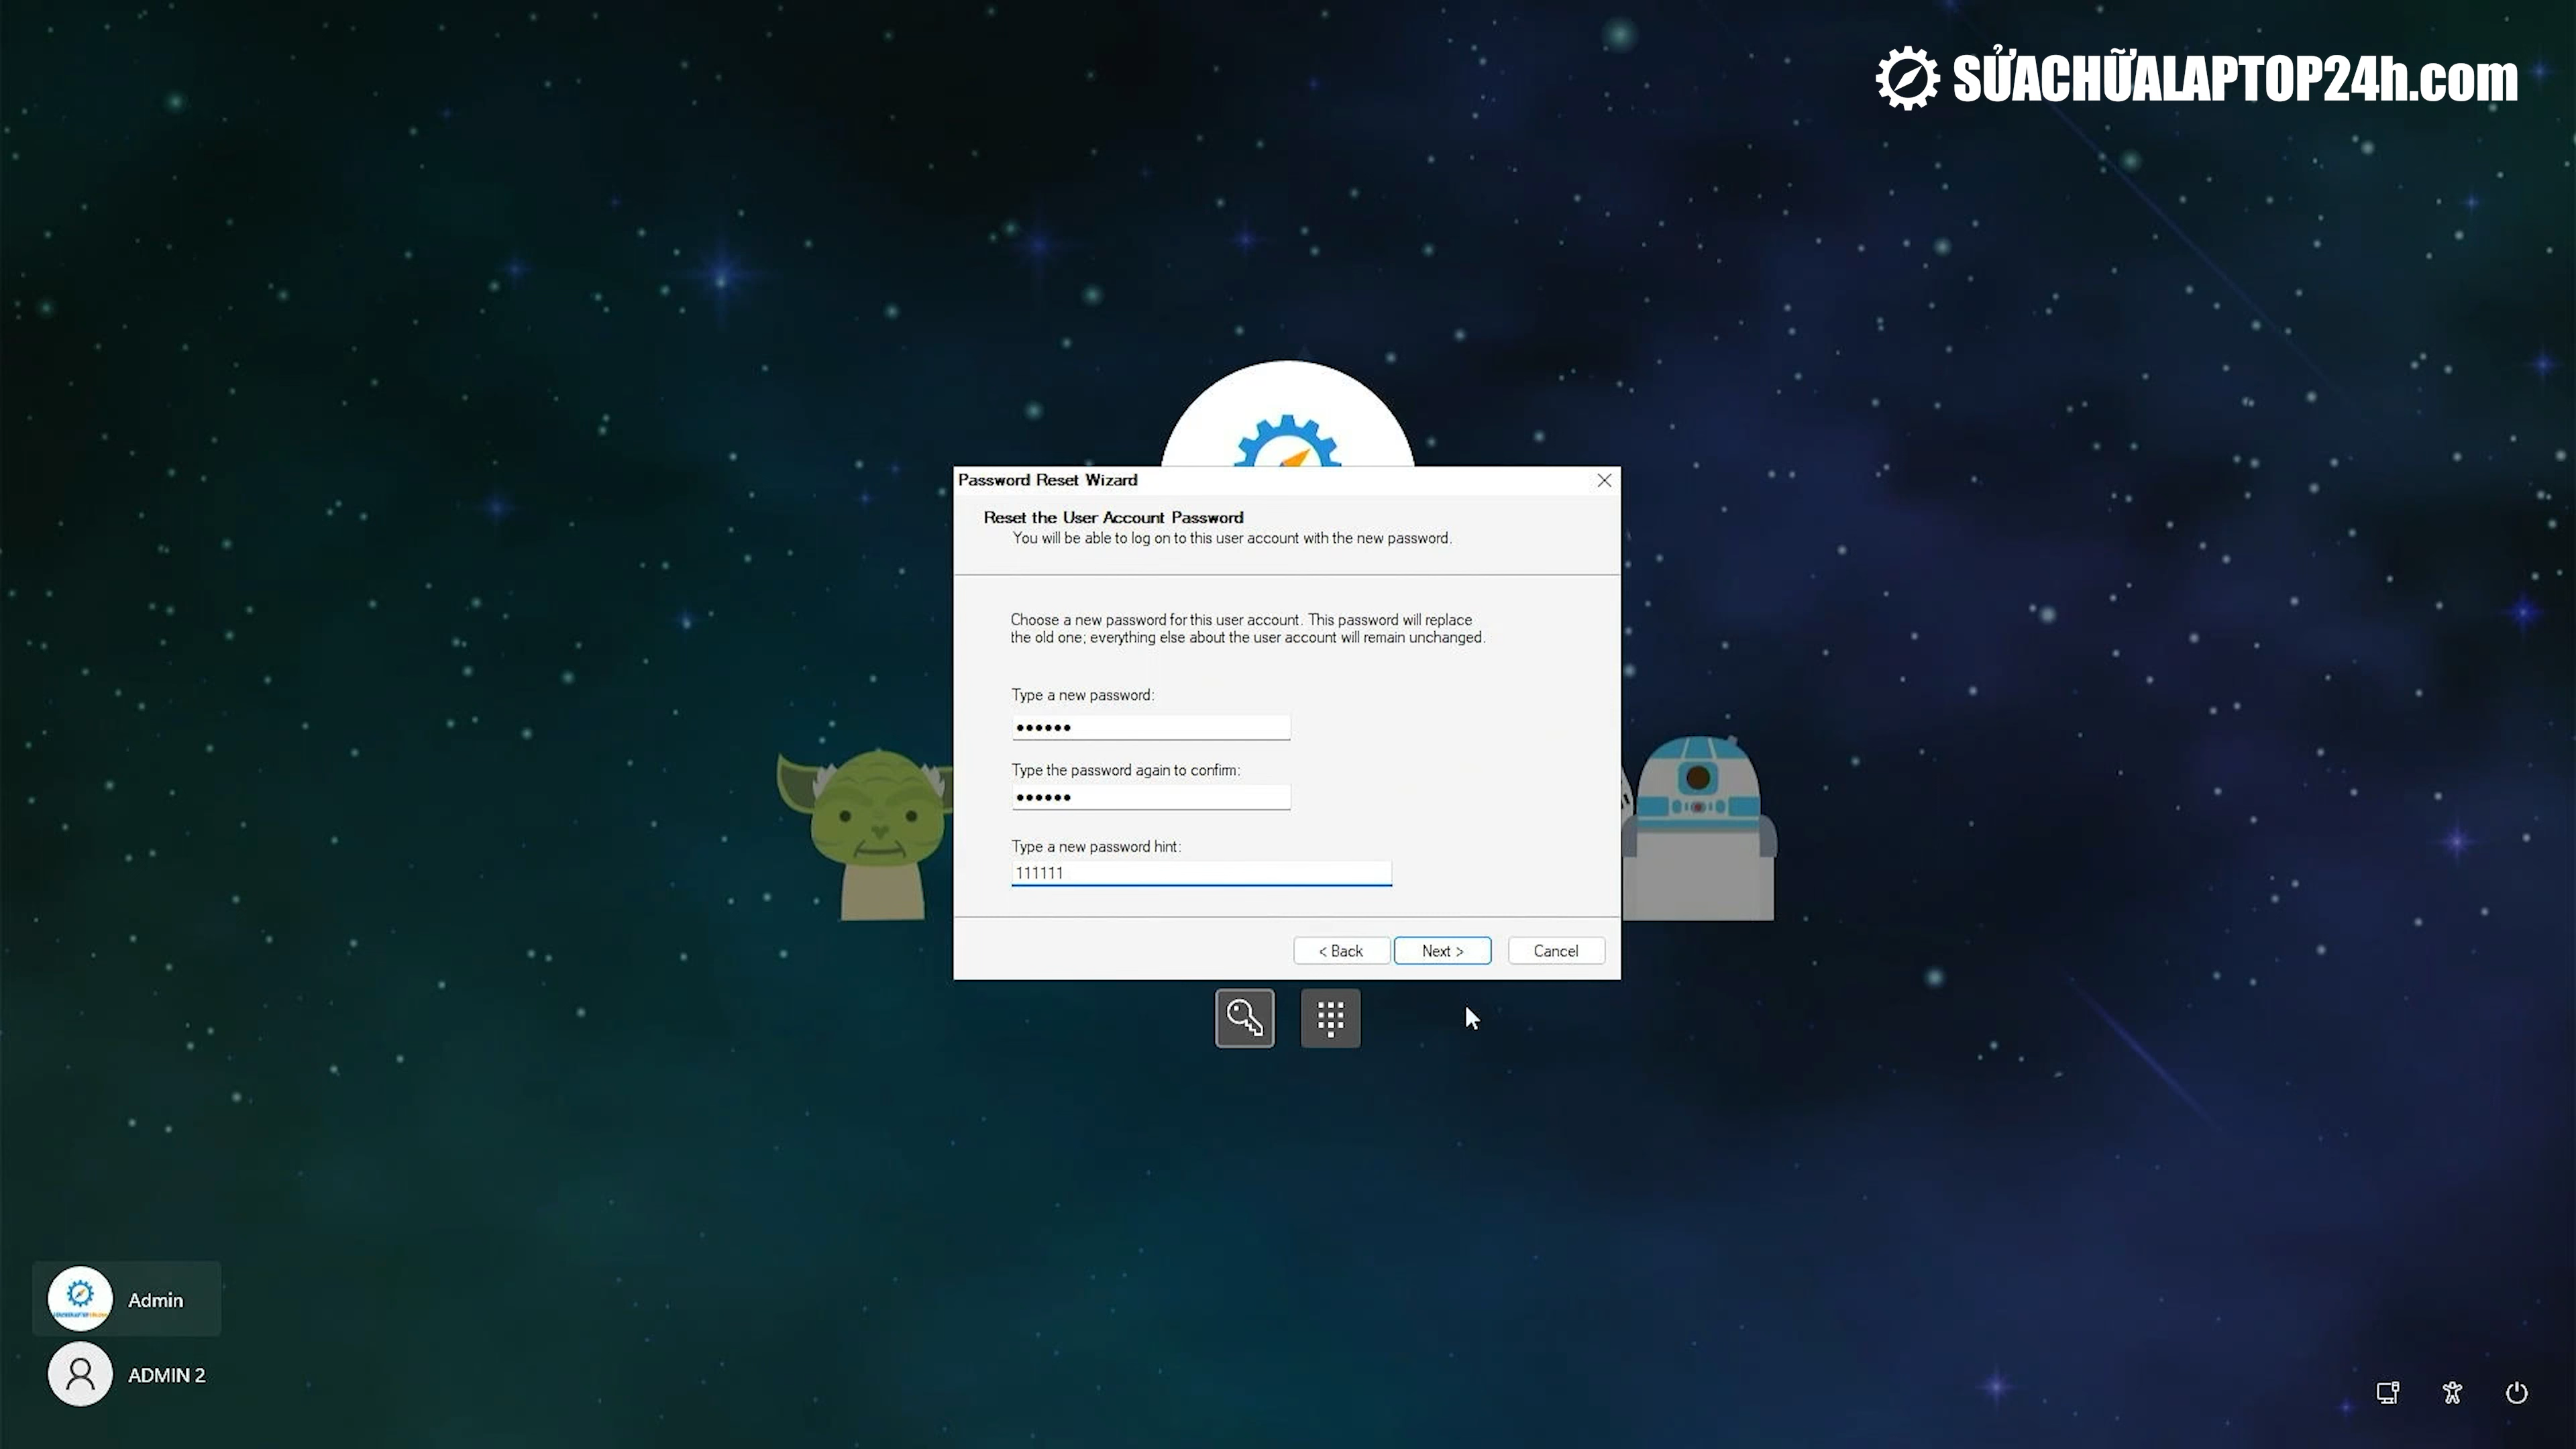 SỬACHỮALAPTOP24h.com
Password Reset Wizard
Reset the User Account Password
You will be able to log on to this user account with the new password.
Choose a new password for this user account. This password will replace
the old one; everything else about the user account will remain unchanged.
Type a new password:
••••••
Type the password again to confirm:
••••••
Type a new password hint:
111111
< Back
Next >
Cancel
Admin
ADMIN 2